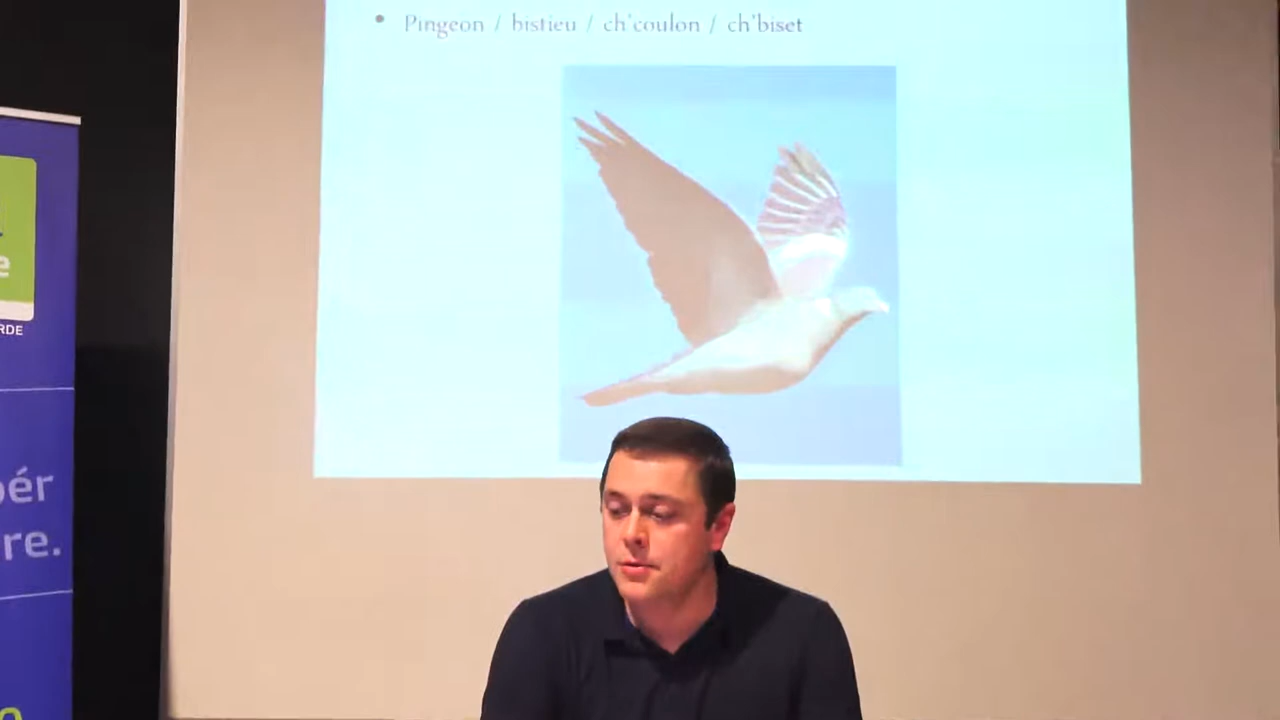 • Pingeon / bistieu / ch'coulon / ch'biset
e
RDE
pér
re.